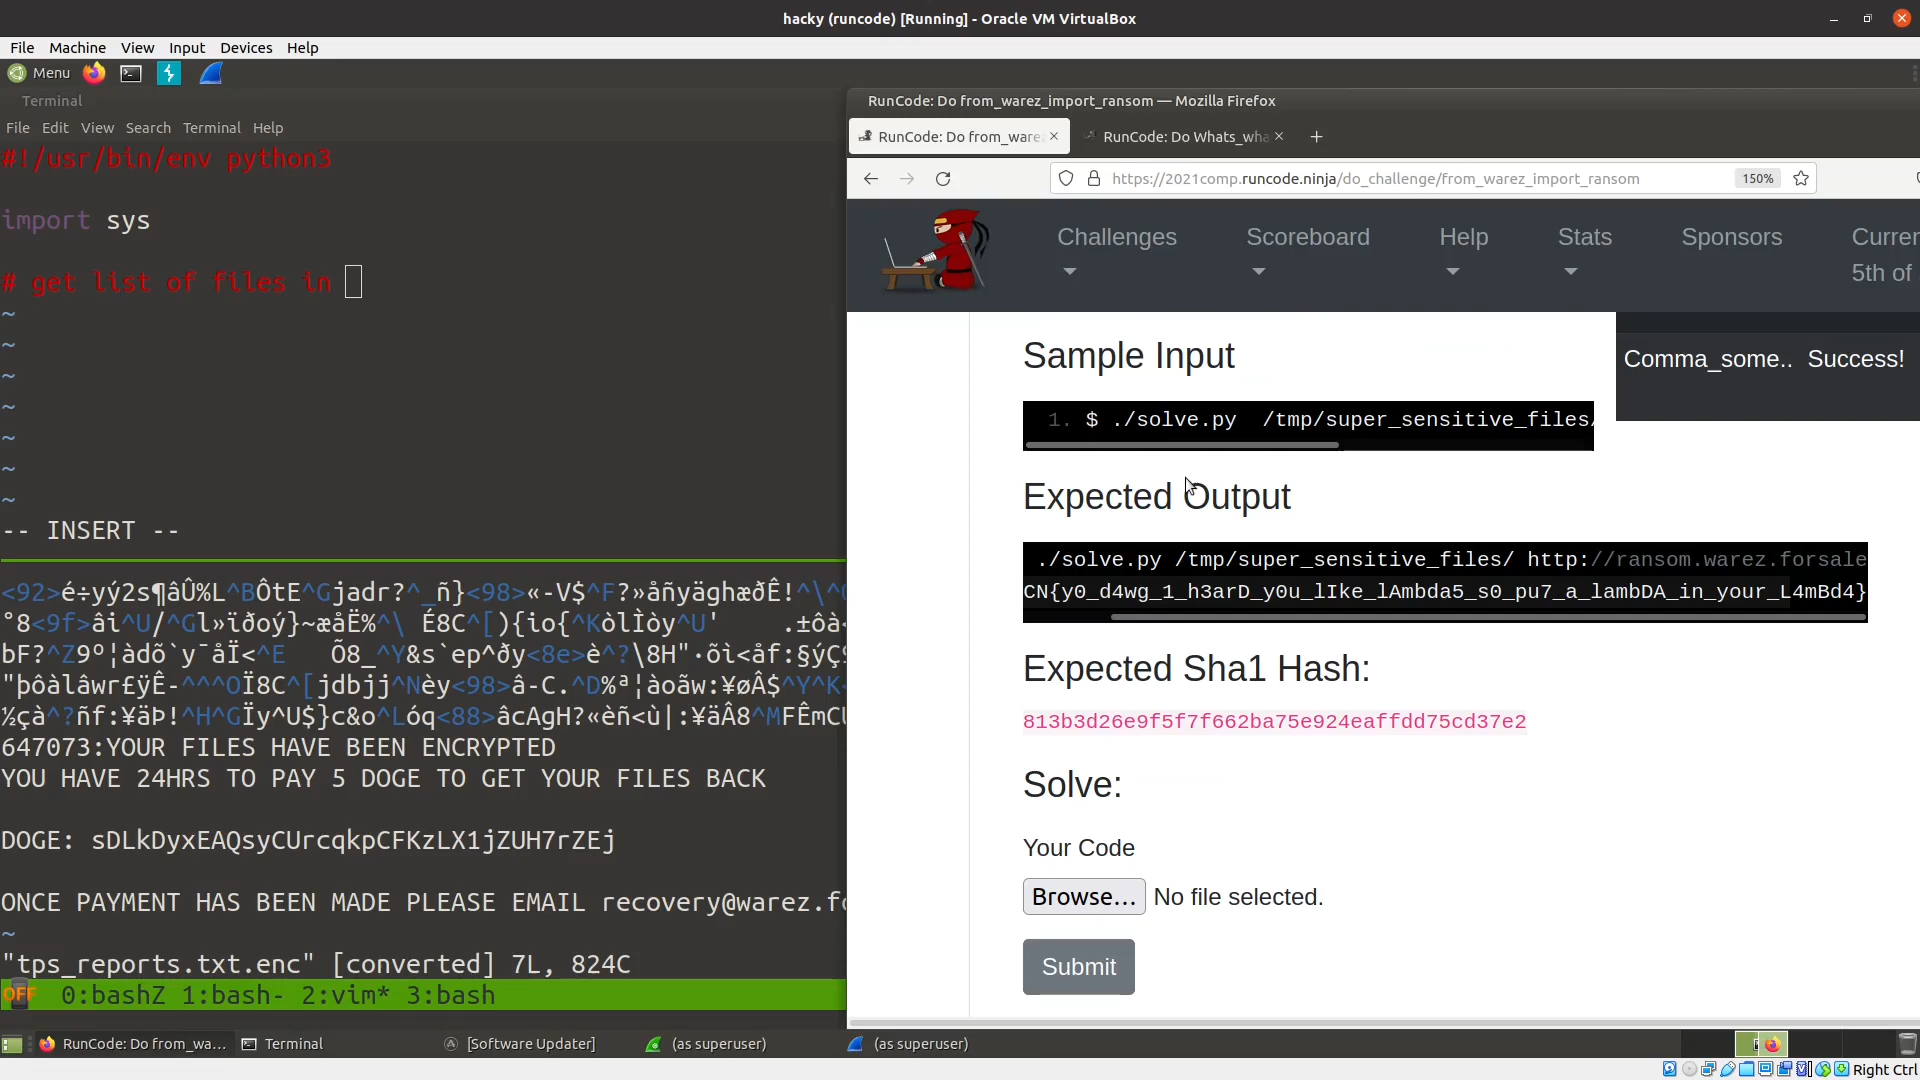 hacky (runcode) [Running] - Oracle VM VirtualBox
File Machine View Input Devices Help
Menu
Terminal
File Edit View Search Terminal Help
#!/usr/bin/env python3
import sys
# get list of files in
~
~
~
~
~
~
~
-- INSERT --
647073:YOUR FILES HAVE BEEN ENCRYPTED
YOU HAVE 24HRS TO PAY 5 DOGE TO GET YOUR FILES BACK
DOGE: sDLkDyxEAQsyCUrcqkpCFKzLX1jZUH7rZEj
ONCE PAYMENT HAS BEEN MADE PLEASE EMAIL
~
"tps_reports.txt.enc" [converted] 7L, 824C
OFF 0:bashZ 1:bash- 2:vim* 3:bash
RunCode: Do from_warez_import_ransom — Mozilla Firefox
RunCode: Do from_ware
RunCode: Do Whats_wha
https://2021comp.runcode.ninja/do_challenge/from_warez_import_ransom
150%
Challenges Scoreboard Help Stats Sponsors
5th of
Comma_some.. Success!
Sample Input
1. $ ./solve.py /tmp/super_sensitive_files/
Expected Output
./solve.py /tmp/super_sensitive_files/ http://ransom.warez.forsale
CN{y0_d4wg_1_h3arD_y0u_lIke_lAmbda5_s0_pu7_a_lambDA_in_your_L4mBd4}
Expected Sha1 Hash:
813b3d26e9f5f7f662ba75e924eaffdd75cd37e2
Solve:
Your Code
Browse... No file selected.
Submit
RunCode: Do from_wa... Terminal [Software Updater] (as superuser) (as superuser)
Right Ctrl